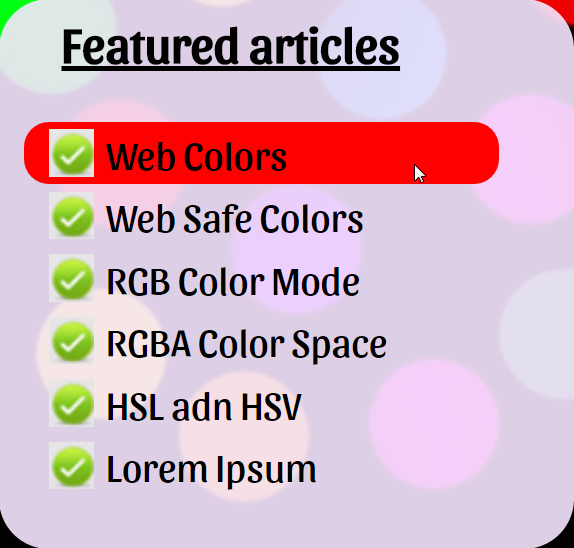 Featured articles
Web Colors
Web Safe Colors
RGB Color Mode
RGBA Color Space
HSL adn HSV
Lorem Ipsum